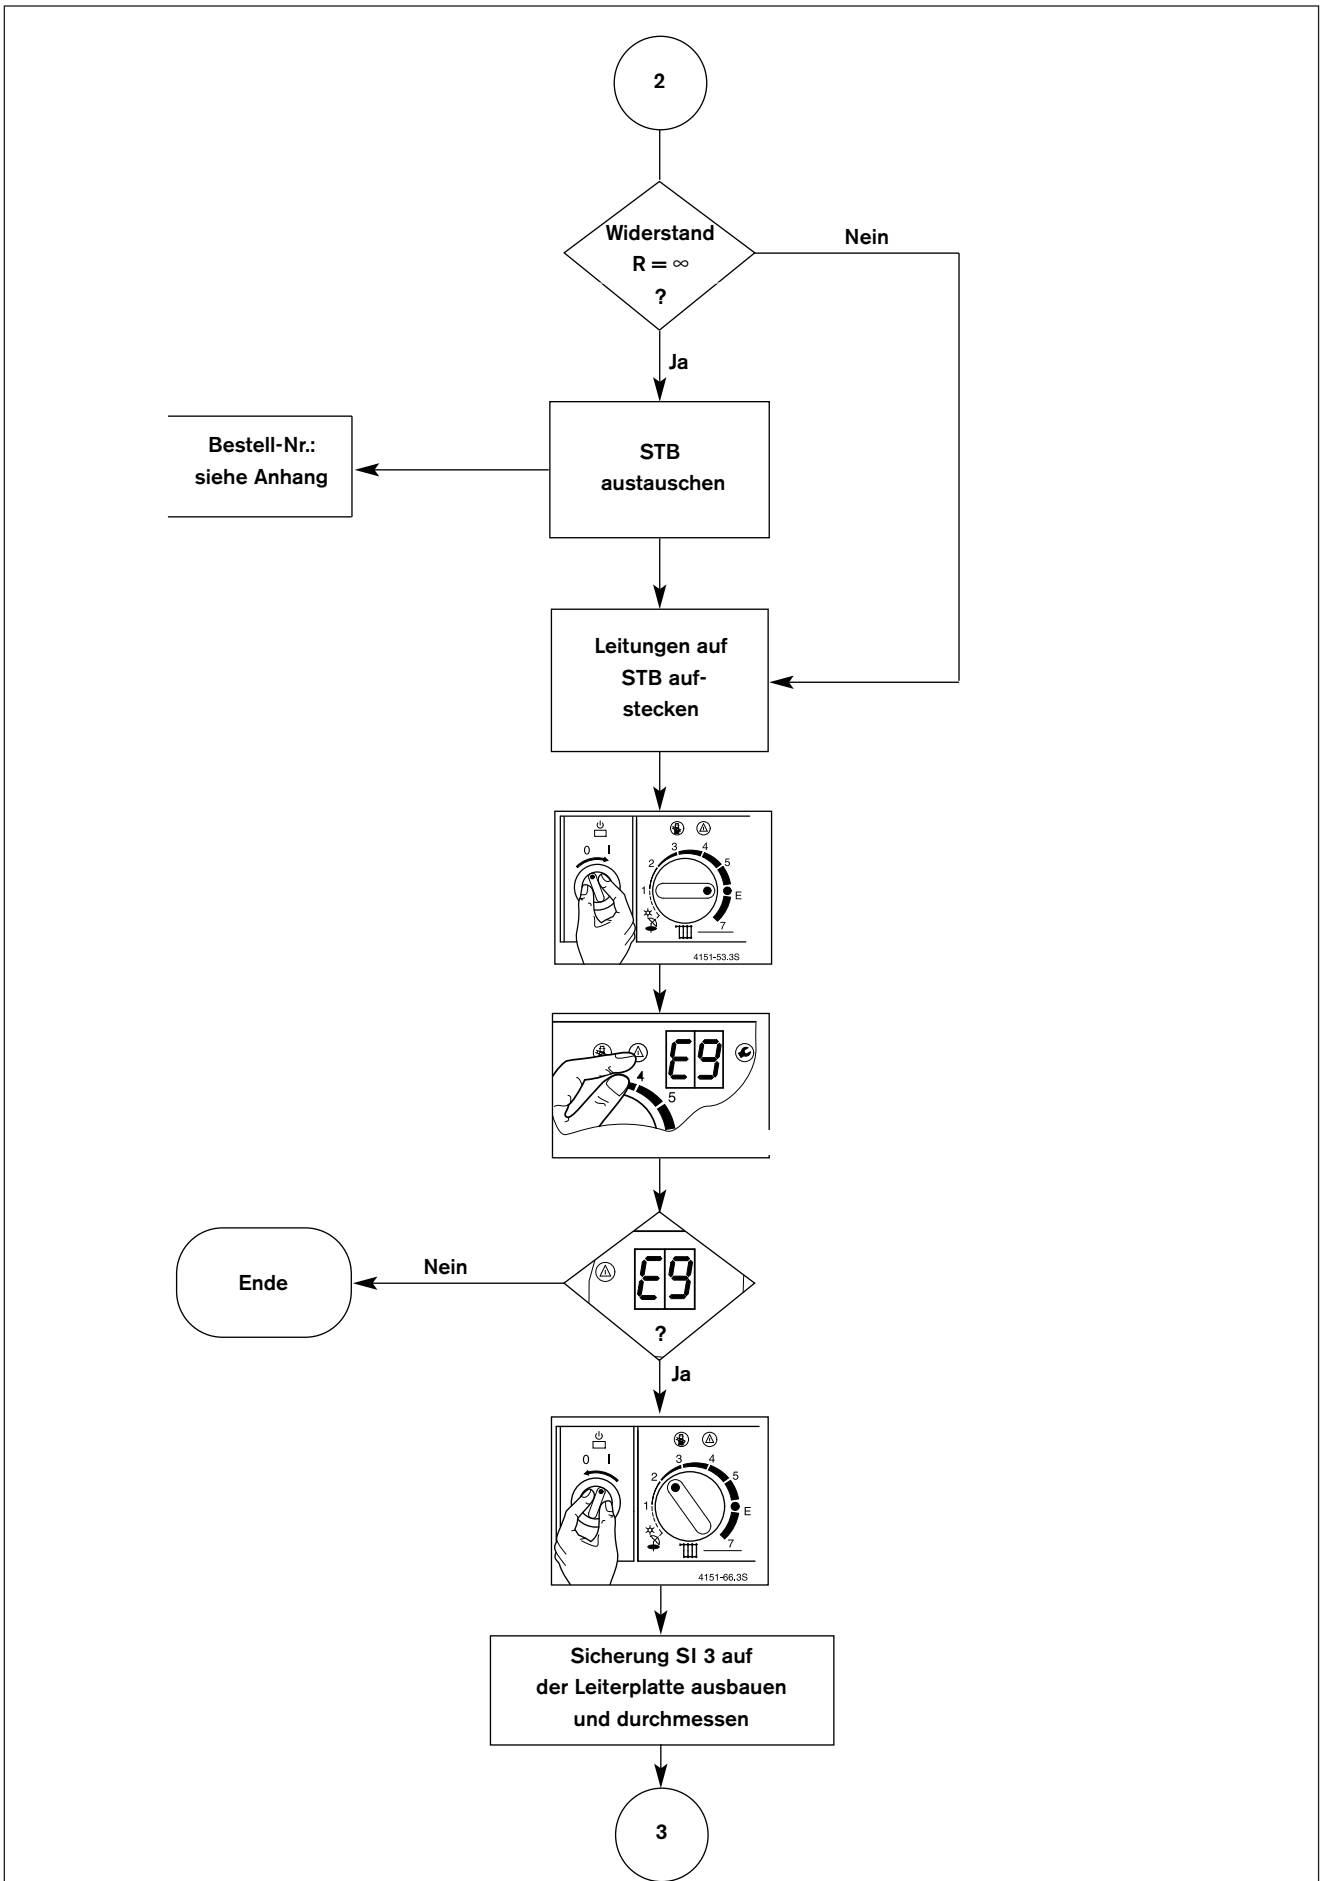 2
Widerstand
R = ∞
?
Nein
Ja
Bestell-Nr.:
siehe Anhang
STB
austauschen
Leitungen auf
STB auf-
stecken
0 I
1 2 3 4 5 E 7
4151-53.3S
E9
4 5
Nein
Ende
E9
?
Ja
0 I
1 2 3 4 5 E 7
4151-66.3S
Sicherung SI 3 auf
der Leiterplatte ausbauen
und durchmessen
3